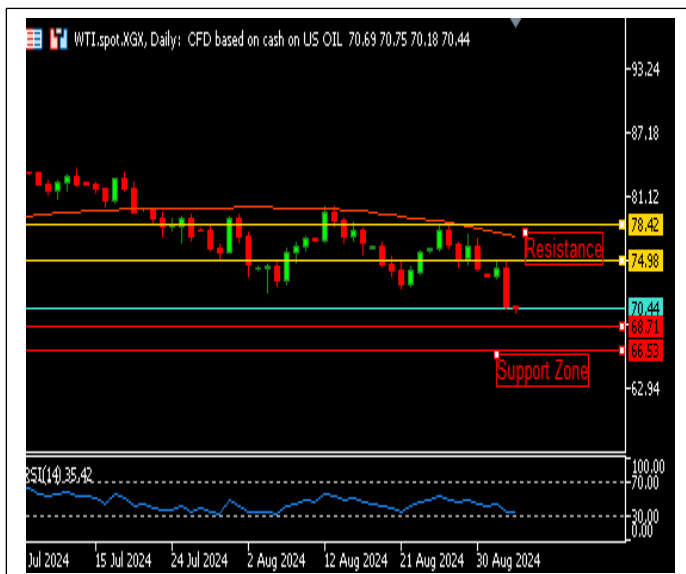 WTI.spot.XGX, Daily: CFD based on cash on US OIL 70.69 70.75 70.18 70.44
93.24
87.18
81.12
78.42
Resistance
74.98
70.44
68.71
66.53
Support Zone
62.94
RSI(14) 35.42
100.00
70.00
30.00
0.00
Jul 2024 15 Jul 2024 24 Jul 2024 2 Aug 2024 12 Aug 2024 21 Aug 2024 30 Aug 2024